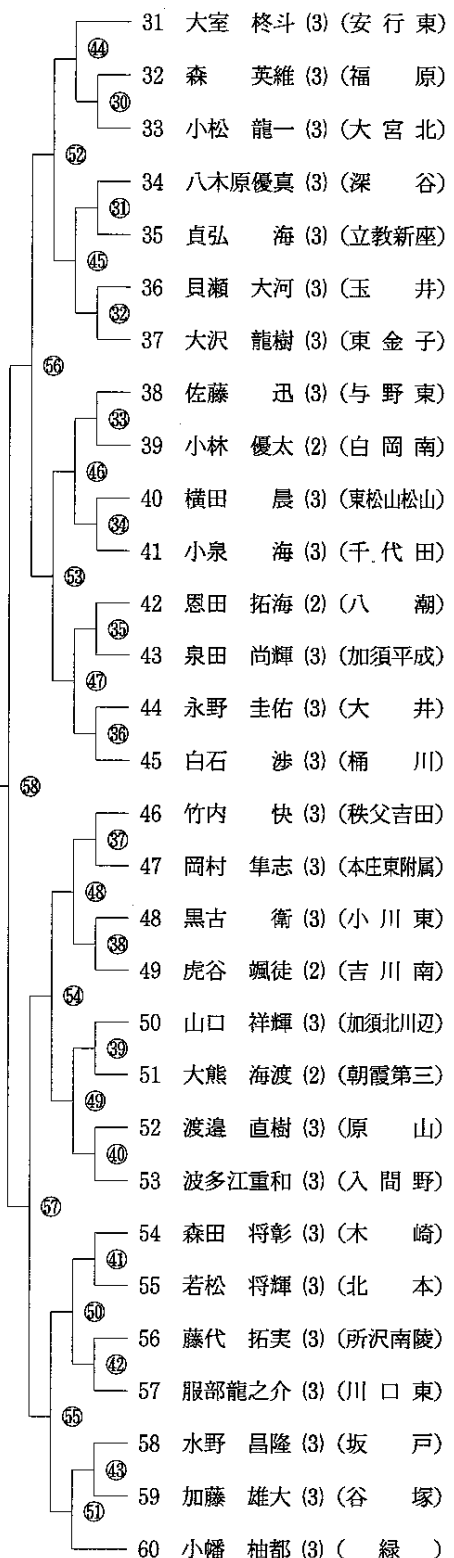 31 大室 柊斗 (3) (安行東)
㊹
32 森 英維 (3) (福原)
㉚
33 小松 龍一 (3) (大宮北)
52
34 八木原優真 (3) (深谷)
㉛
35 貞弘 海 (3) (立教新座)
㊺
36 貝瀬 大河 (3) (玉井)
㉜
37 大沢 龍樹 (3) (東金子)
56
38 佐藤 迅 (3) (与野東)
㉝
39 小林 優太 (2) (白岡南)
㊻
40 横田 晨 (3) (東松山松山)
㉞
41 小泉 海 (3) (千代田)
53
42 恩田 拓海 (2) (八潮)
㉟
43 泉田 尚輝 (3) (加須平成)
㊼
44 永野 圭佑 (3) (大井)
㊱
45 白石 渉 (3) (桶川)
58
46 竹内 快 (3) (秩父吉田)
㊲
47 岡村 隼志 (3) (本庄東附属)
㊽
48 黒古 衛 (3) (小川東)
㊳
49 虎谷 颯徒 (2) (吉川南)
54
50 山口 祥輝 (3) (加須北川辺)
㊴
51 大熊 海渡 (2) (朝霞第三)
㊾
52 渡邉 直樹 (3) (原山)
㊵
53 波多江重和 (3) (入間野)
57
54 森田 将彰 (3) (木崎)
㊶
55 若松 将輝 (3) (北本)
㊿
56 藤代 拓実 (3) (所沢南陵)
㊷
57 服部龍之介 (3) (川口東)
55
58 水野 昌隆 (3) (坂戸)
㊸
59 加藤 雄大 (3) (谷塚)
51
60 小幡 柚都 (3) (緑)